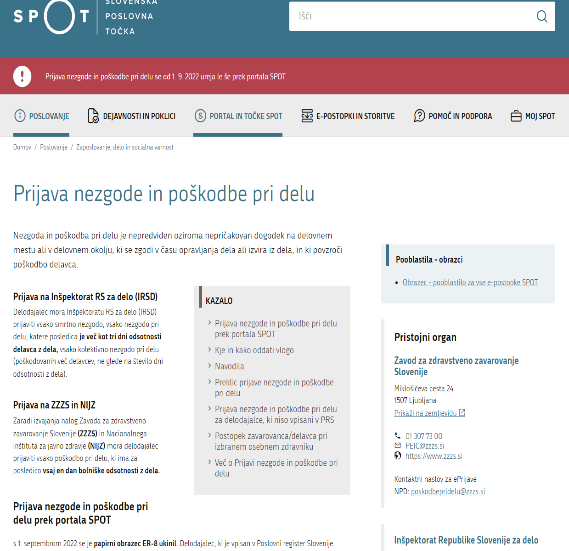 SLOVENSKA
SPOT
POSLOVNA
TOČKA
Išči
Prijava nezgode in poškodbe pri delu se od 1. 9. 2022 ureja le še prek portala SPOT
POSLOVANJE
DEJAVNOSTI IN POKLICI
PORTAL IN TOČKE SPOT
E-POSTOPKI IN STORITVE
POMOČ IN PODPORA
MOJ SPOT
Domov / Poslovanje / Zaposlovanje, delo in socialna varnost
Prijava nezgode in poškodbe pri delu
Nezgoda in poškodba pri delu je nepredviden oziroma nepričakovan dogodek na delovnem
mestu ali v delovnem okolju, ki se zgodi v času opravljanja dela ali izvira iz dela, in ki povzroči
poškodbo delavca.
Prijava na Inšpektorat RS za delo (IRSD)
Delodajalec mora Inšpektoratu RS za delo (IRSD)
prijaviti vsako smrtno nezgodo, vsako nezgodo pri
delu, katere posledica je več kot tri dni odsotnosti
delavca z dela, vsako kolektivno nezgodo pri delu
(poškodovanih več delavcev, ne glede na število dni
odsotnosti z dela).
Prijava na ZZZS in NIJZ
Zaradi izvajanja nalog Zavoda za zdravstveno
zavarovanje Slovenije (ZZZS) in Nacionalnega
inštituta za javno zdravje (NIJZ) mora delodajalec
prijaviti vsako poškodbo pri delu, ki ima za
posledico vsaj en dan bolniške odsotnosti z dela.
Prijava nezgode in poškodbe pri
delu prek portala SPOT
S 1. septembrom 2022 se je papirni obrazec ER-8 ukinil. Delodajalec, ki je vpisan v Poslovni register Slovenije
KAZALO
Prijava nezgode in poškodbe pri delu
prek portala SPOT
Kje in kako oddati vlogo
Navodila
Preklic prijave nezgode in poškodbe
pri delu
Prijava nezgode in poškodbe pri delu
za delodajalce, ki niso vpisani v PRS
Postopek zavarovanca/delavca pri
izbranem osebnem zdravniku
Več o Prijavi nezgode in poškodbe pri
delu
Pooblastila - obrazci
Obrazec - pooblastilo za vse e-postopke SPOT
Pristojni organ
Zavod za zdravstveno zavarovanje
Slovenije
Miklošičeva cesta 24
1507 Ljubljana
Prikaži na zemljevidu
01 307 73 00
PEIC@zzzs.si
https://www.zzzs.si
Kontaktni naslov za ePrijave
NPD: poskodbepridelu@zzzs.si
Inšpektorat Republike Slovenije za delo